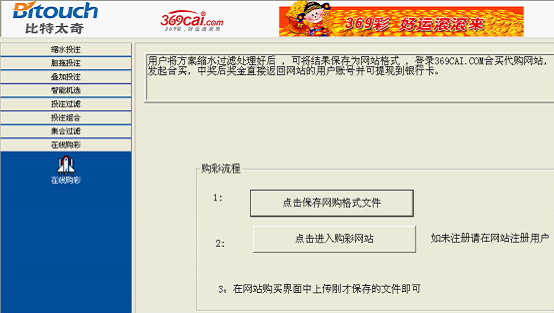 Bitouch
比特太奇
369cai.com
369彩 好运滚滚来
缩水投注
胆拖投注
叠加投注
智能机选
投注过滤
投注组合
集合过滤
在线购彩
在线购彩
用户将方案缩水过滤处理好后 ，可将结果保存为网站格式 ，登录369CAI.COM合买代购网站，
发起合买，中奖后奖金直接返回网站的用户账号并可提现到银行卡。
购彩流程
1:
点击保存网购格式文件
2:
点击进入购彩网站
如未注册请在网站注册用户
3：在网站购买界面中上传刚才保存的文件即可